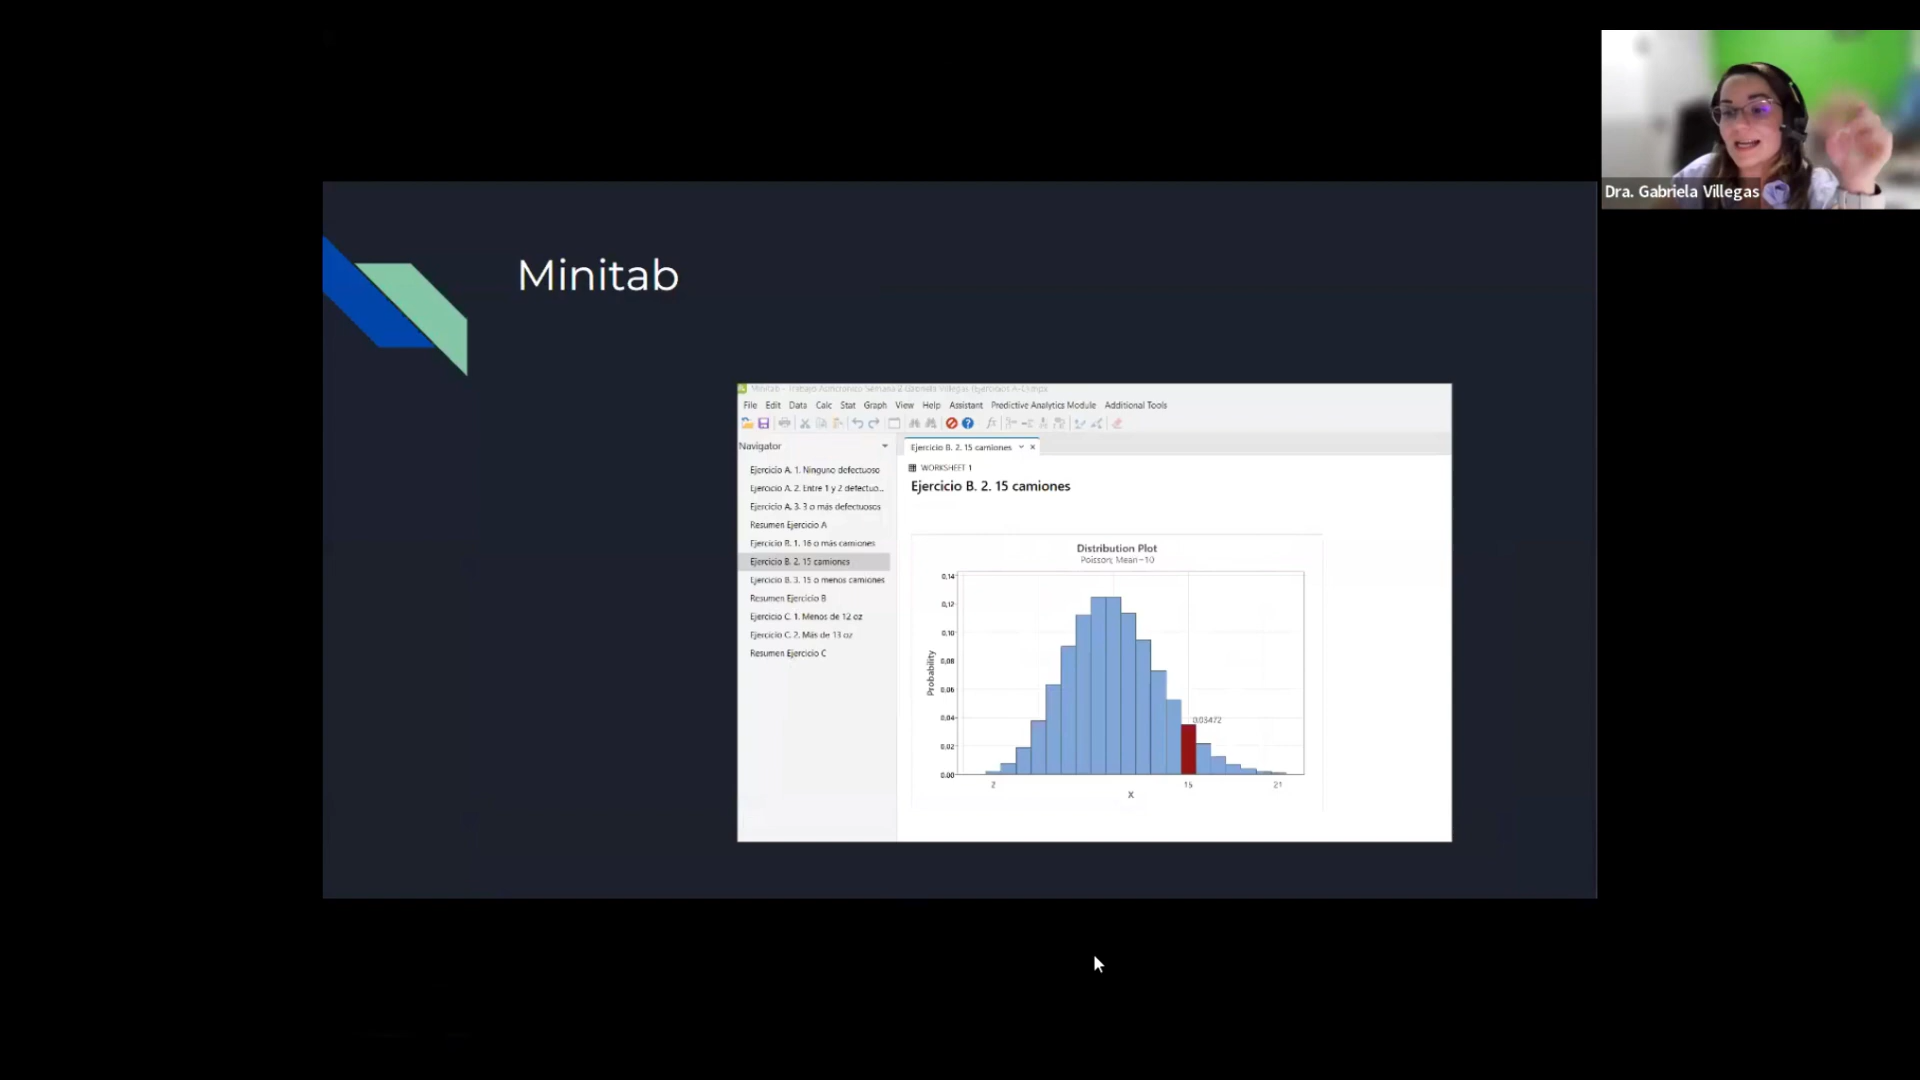 Dra. Gabriela Villegas
Minitab
File Edit Data Calc Stat Graph View Help Assistant Predictive Analytics Module Additional Tools
Navigator
Ejercicio A. 1. Ninguno defectuoso
Ejercicio A. 2. Entre 1 y 2 defectuo...
Ejercicio A. 3. 3 o más defectuosos
Resumen Ejercicio A
Ejercicio B. 1. 16 o más camiones
Ejercicio B. 2. 15 camiones
Ejercicio B. 3. 15 o menos camiones
Resumen Ejercicio B
Ejercicio C. 1. Menos de 12 oz
Ejercicio C. 2. Más de 13 oz
Resumen Ejercicio C
Ejercicio B. 2. 15 camiones
WORKSHEET 1
Ejercicio B. 2. 15 camiones
Distribution Plot
Poisson; Mean=10
0,14
0,12
0,10
0,08
0,06
0,04
0,02
0,00
Probability
0,03472
2 15 21
X